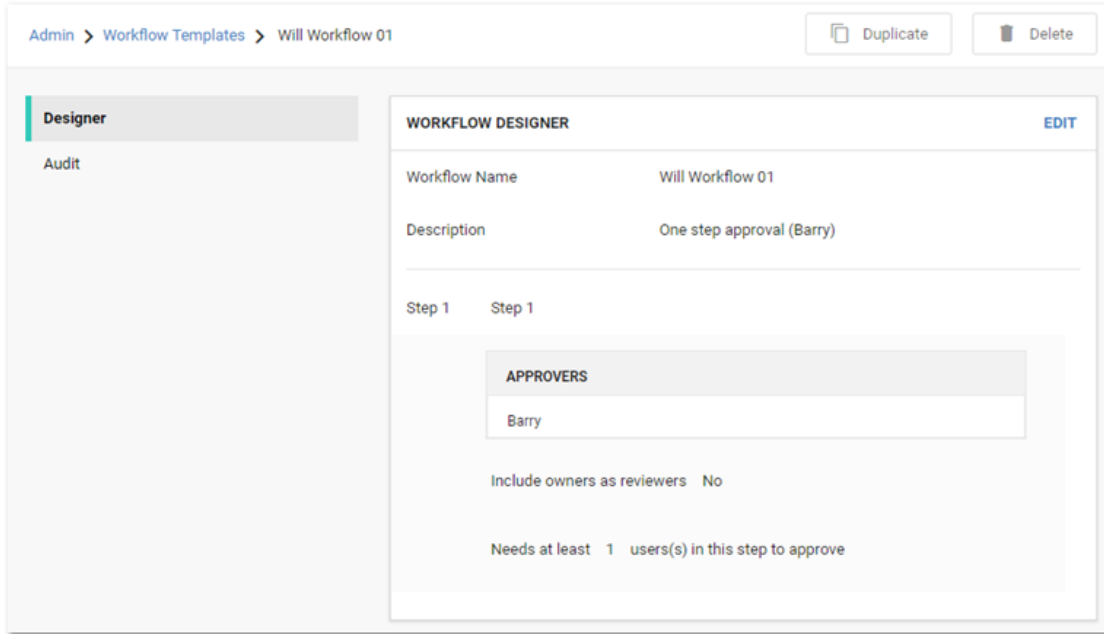 Admin > Workflow Templates > Will Workflow 01
Duplicate
Delete
Designer
Audit
WORKFLOW DESIGNER
EDIT
Workflow Name Will Workflow 01
Description One step approval (Barry)
Step 1 Step 1
APPROVERS
Barry
Include owners as reviewers No
Needs at least 1 users(s) in this step to approve